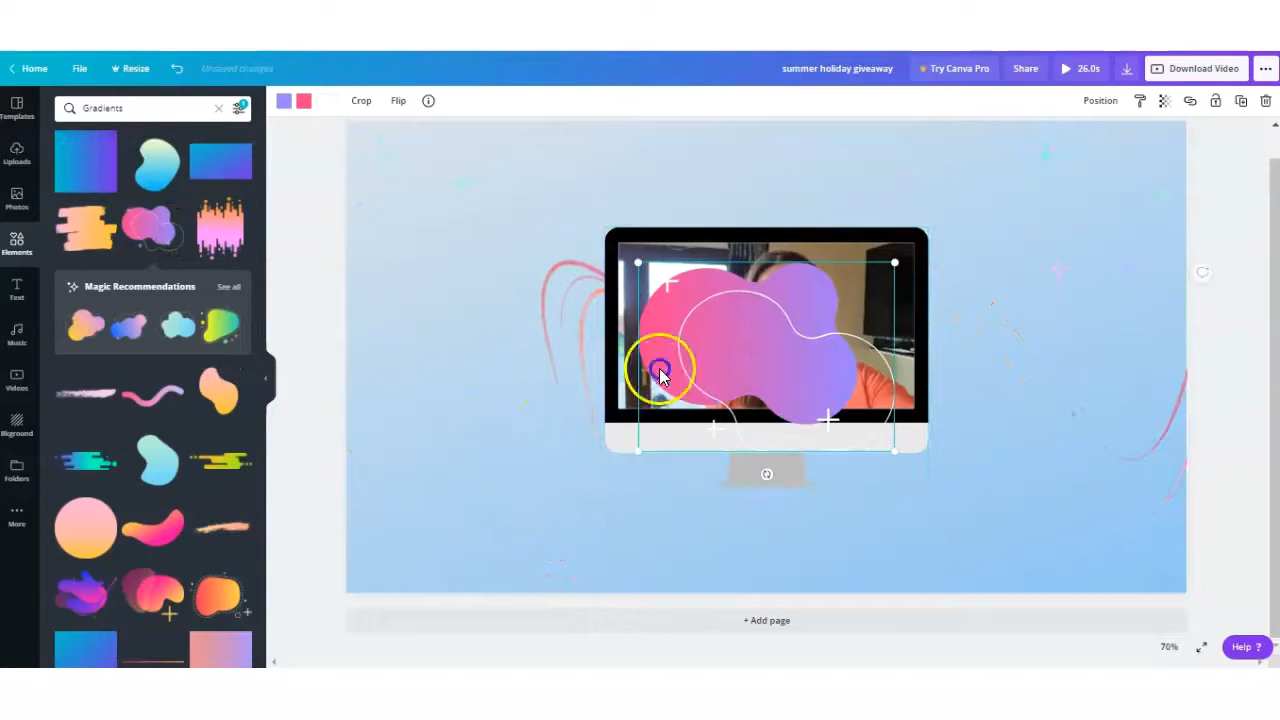 Home File Resize Unsaved changes summer holiday giveaway Try Canva Pro Share 26.0s Download Video
Templates
Uploads
Photos
Elements
Text
Music
Videos
Bkground
Folders
More
Gradients
Magic Recommendations See all
Crop Flip Position
+ Add page
70% Help ?